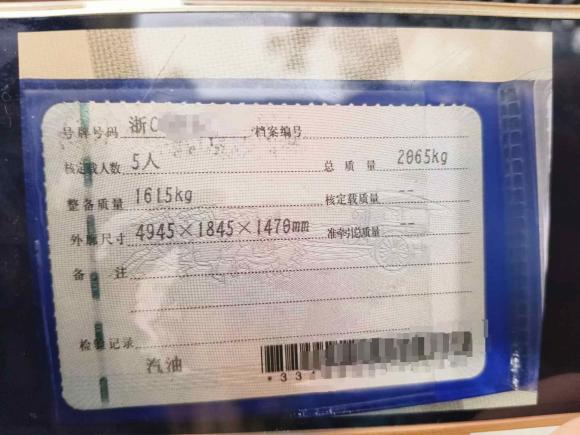 号牌号码 浙C 档案编号
核定载人数 5人 总质量 2065kg
整备质量 1615kg 核定载质量 --
外廓尺寸 4945×1845×1470mm 准牵引总质量 --
备注
检验记录
汽油
*331